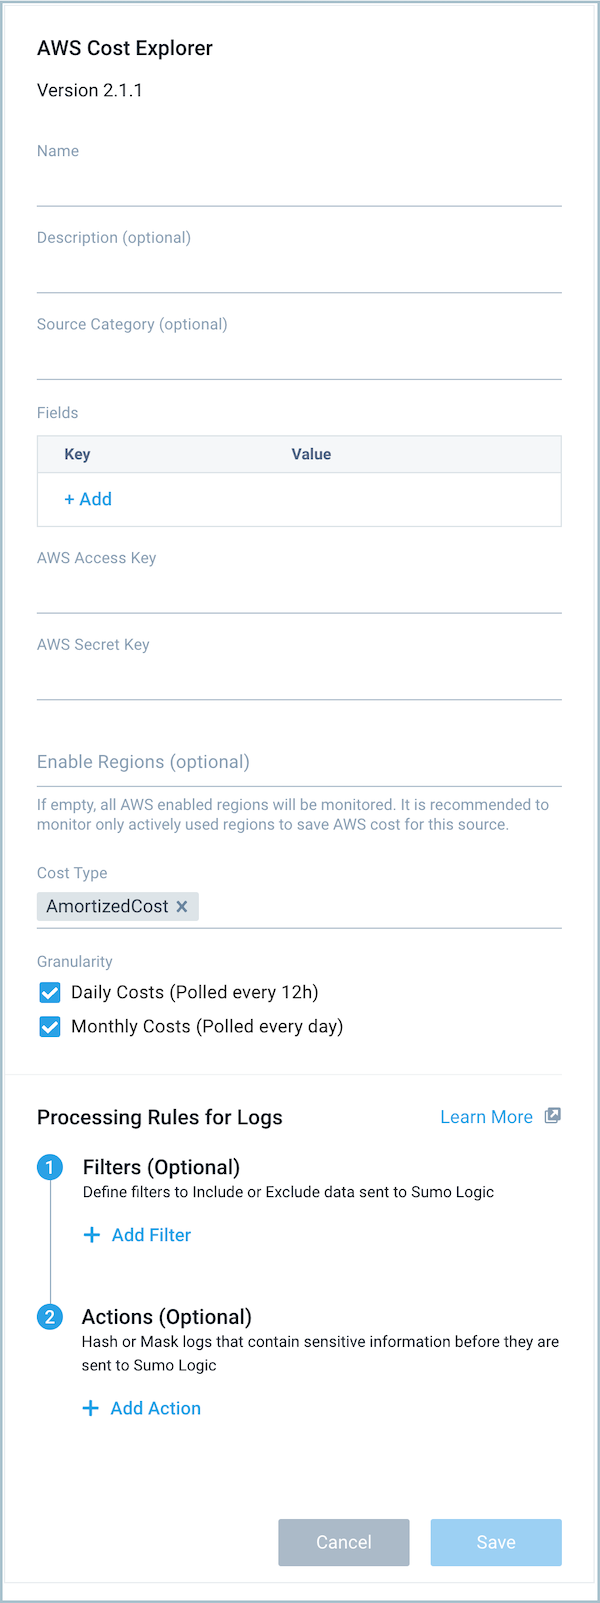 AWS Cost Explorer
Version 2.1.1
Name
Description (optional)
Source Category (optional)
Fields
Key Value
+ Add
AWS Access Key
AWS Secret Key
Enable Regions (optional)
If empty, all AWS enabled regions will be monitored. It is recommended to
monitor only actively used regions to save AWS cost for this source.
Cost Type
AmortizedCost ×
Granularity
Daily Costs (Polled every 12h)
Monthly Costs (Polled every day)
Processing Rules for Logs Learn More
1 Filters (Optional)
Define filters to Include or Exclude data sent to Sumo Logic
+ Add Filter
2 Actions (Optional)
Hash or Mask logs that contain sensitive information before they are
sent to Sumo Logic
+ Add Action
Cancel Save